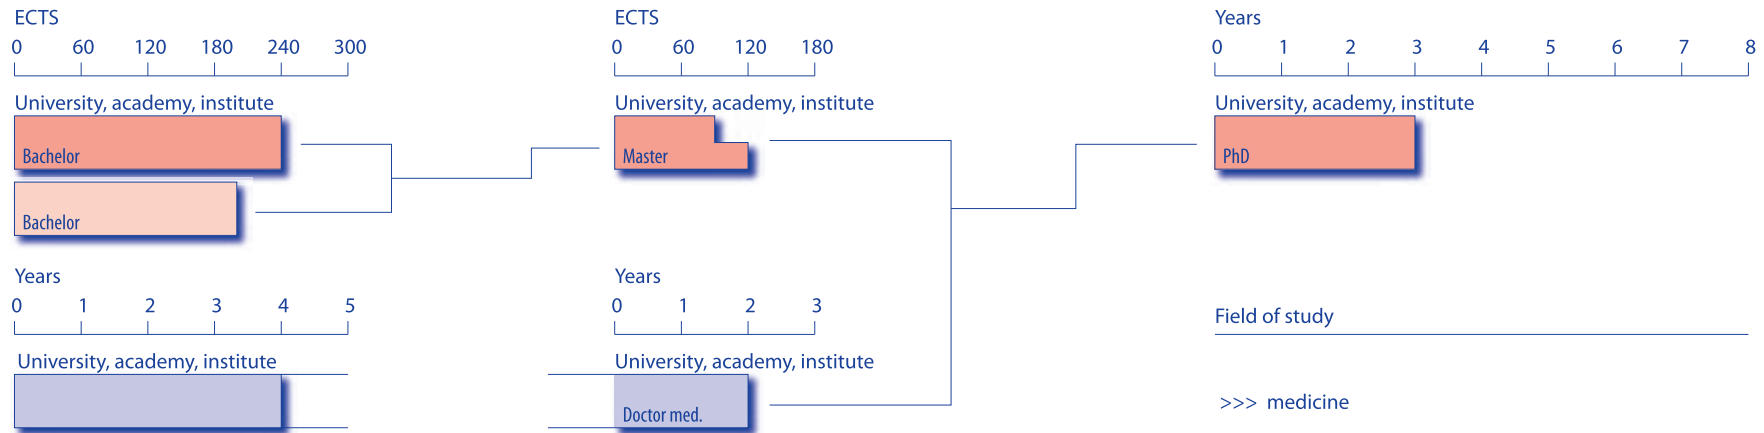 ECTS
0 60 120 180 240 300
University, academy, institute
Bachelor
Bachelor
ECTS
0 60 120 180
University, academy, institute
Master
Years
0 1 2 3 4 5 6 7 8
University, academy, institute
PhD
Years
0 1 2 3 4 5
University, academy, institute
Years
0 1 2 3
University, academy, institute
Doctor med.
Field of study
>>> medicine